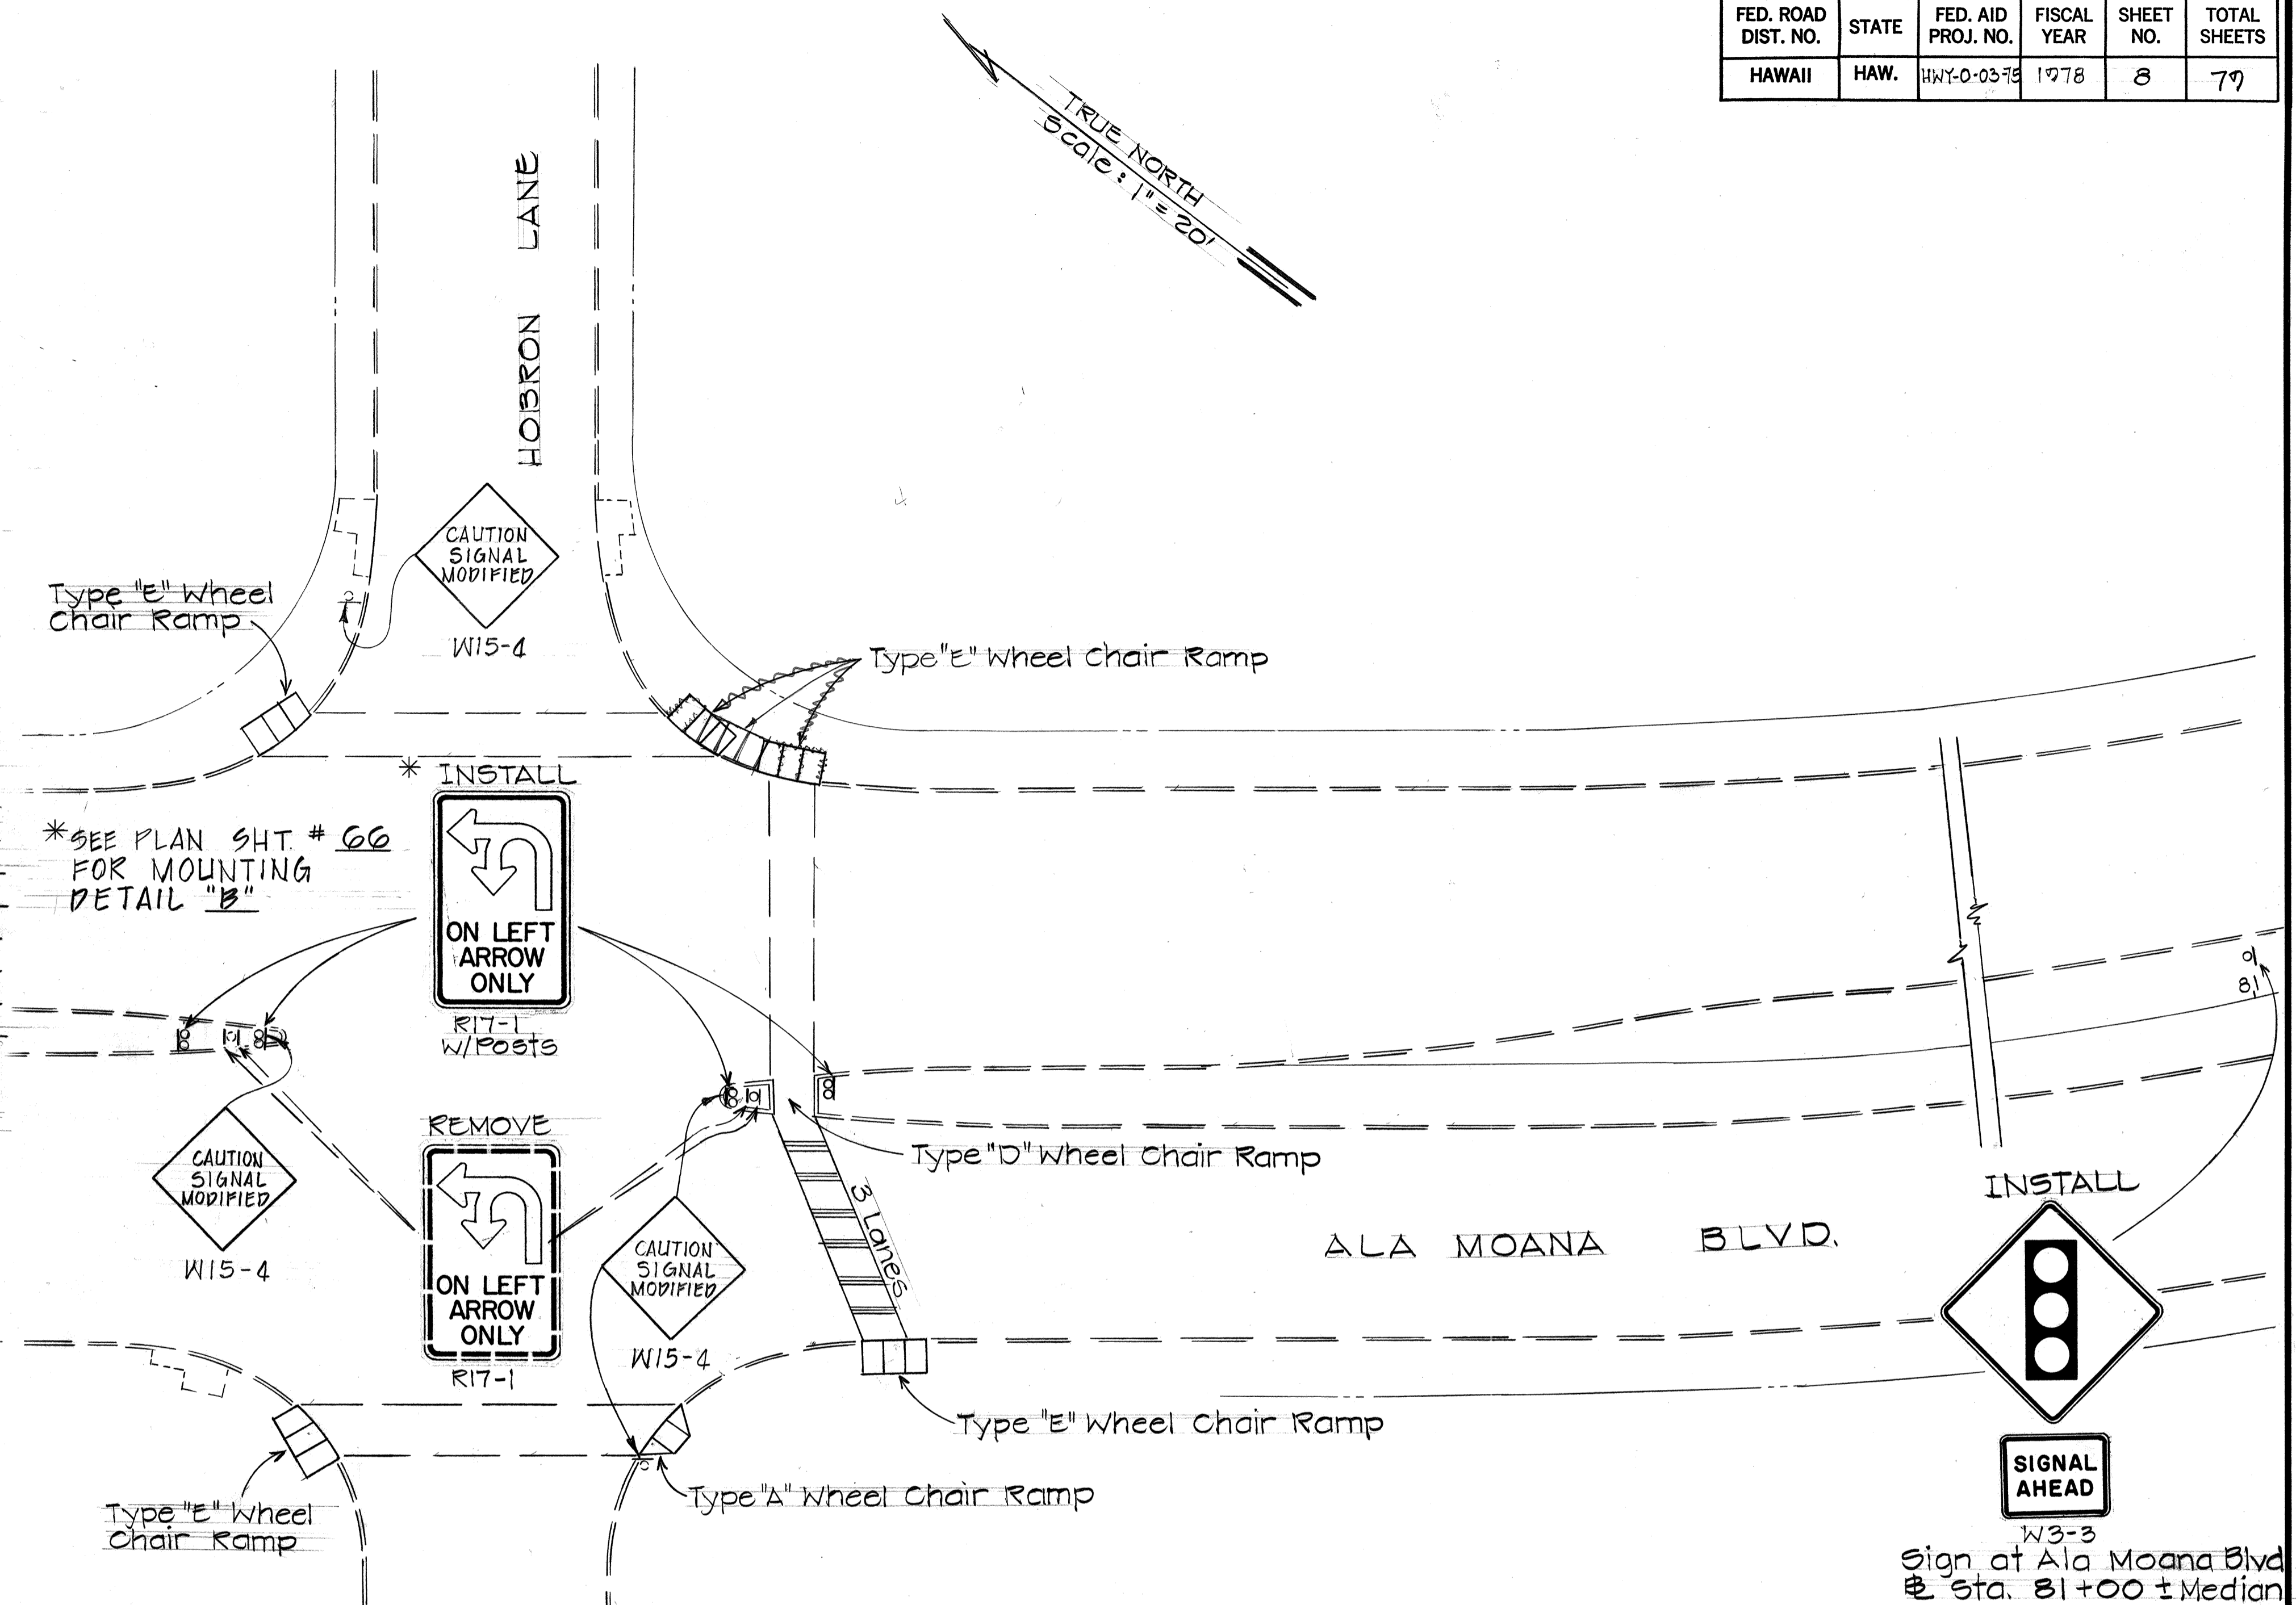 FED. ROAD DIST. NO.
STATE
FED. AID PROJ. NO.
FISCAL YEAR
SHEET NO.
TOTAL SHEETS
HAWAII
HAW.
HWY-0-03-75
1978
8
77
TRUE NORTH
Scale: 1" = 20'
HOBRON LANE
CAUTION
SIGNAL
MODIFIED
W15-4
Type "E" Wheel
Chair Ramp
Type "E" Wheel Chair Ramp
* INSTALL
* SEE PLAN SHT. # 66
FOR MOUNTING
DETAIL "B"
ON LEFT
ARROW
ONLY
R17-1
W/Posts
81
REMOVE
ON LEFT
ARROW
ONLY
R17-1
CAUTION
SIGNAL
MODIFIED
W15-4
CAUTION
SIGNAL
MODIFIED
W15-4
Type "D" Wheel Chair Ramp
3 Lanes
ALA MOANA BLVD.
INSTALL
Type "E" Wheel Chair Ramp
Type "A" Wheel Chair Ramp
Type "E" Wheel
Chair Ramp
SIGNAL
AHEAD
W3-3
Sign at Ala Moana Blvd
℄ Sta. 81+00 ± Median